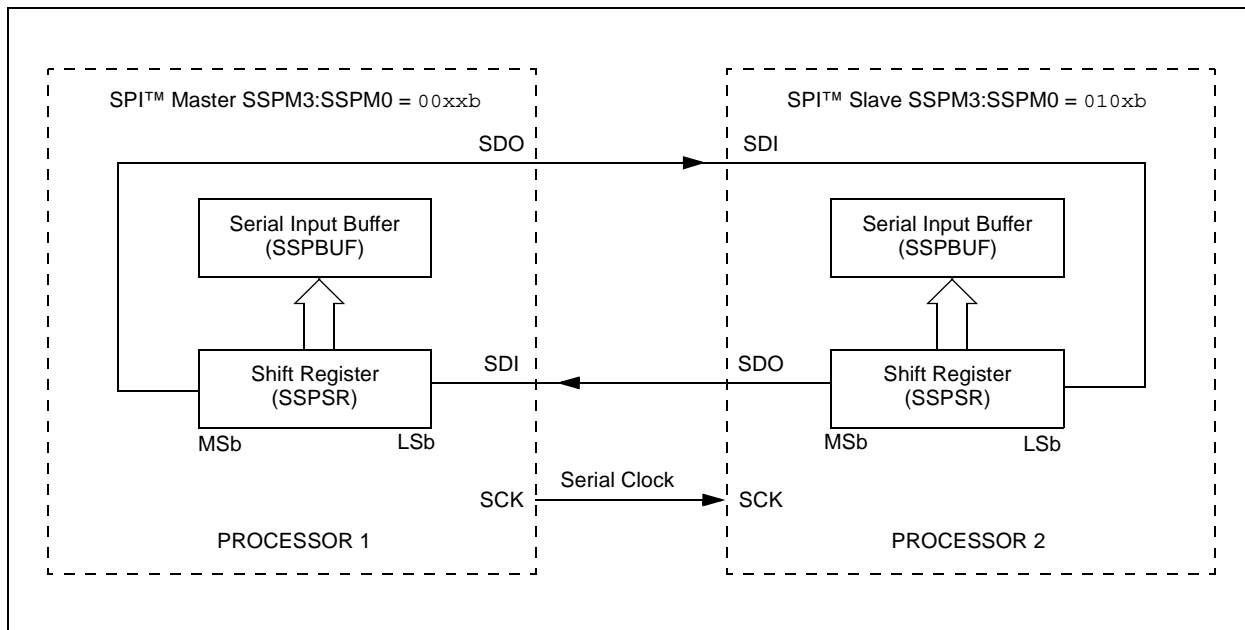 SPI™ Master SSPM3:SSPM0 = 00xxb
SPI™ Slave SSPM3:SSPM0 = 010xb
SDO
SDI
Serial Input Buffer
(SSPBUF)
Serial Input Buffer
(SSPBUF)
SDI
SDO
Shift Register
(SSPSR)
Shift Register
(SSPSR)
MSb
LSb
MSb
LSb
Serial Clock
SCK
SCK
PROCESSOR 1
PROCESSOR 2